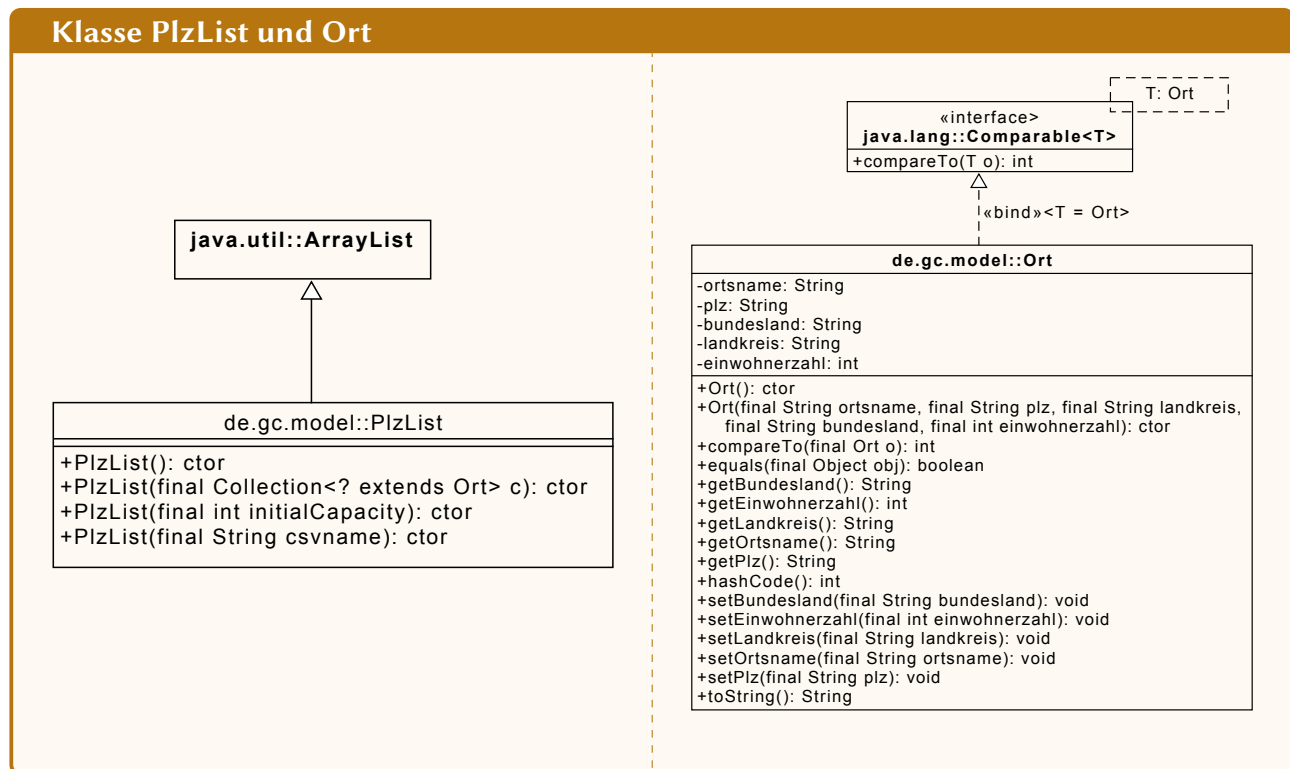 Klasse PlzList und Ort
java.util::ArrayList
de.gc.model::PlzList
+PlzList(): ctor
+PlzList(final Collection<? extends Ort> c): ctor
+PlzList(final int initialCapacity): ctor
+PlzList(final String csvname): ctor
T: Ort
«interface>
java.lang::Comparable<T>
+compareTo(T o): int
«bind»<T = Ort>
de.gc.model::Ort
-ortsname: String
-plz: String
-bundesland: String
-landkreis: String
-einwohnerzahl: int
+Ort(): ctor
+Ort(final String ortsname, final String plz, final String landkreis,
final String bundesland, final int einwohnerzahl): ctor
+compareTo(final Ort o): int
+equals(final Object obj): boolean
+getBundesland(): String
+getEinwohnerzahl(): int
+getLandkreis(): String
+getOrtsname(): String
+getPlz(): String
+hashCode(): int
+setBundesland(final String bundesland): void
+setEinwohnerzahl(final int einwohnerzahl): void
+setLandkreis(final String landkreis): void
+setOrtsname(final String ortsname): void
+setPlz(final String plz): void
+toString(): String